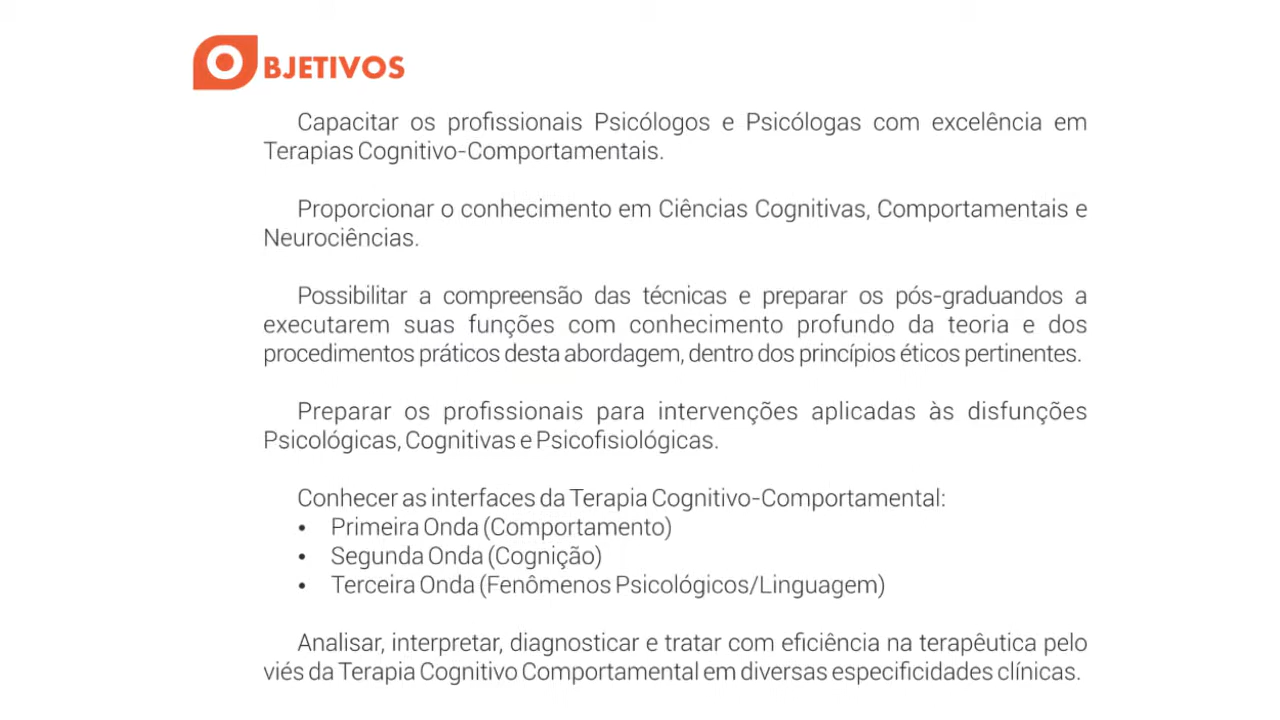 OBJETIVOS
Capacitar os profissionais Psicólogos e Psicólogas com excelência em
Terapias Cognitivo-Comportamentais.
Proporcionar o conhecimento em Ciências Cognitivas, Comportamentais e
Neurociências.
Possibilitar a compreensão das técnicas e preparar os pós-graduandos a
executarem suas funções com conhecimento profundo da teoria e dos
procedimentos práticos desta abordagem, dentro dos princípios éticos pertinentes.
Preparar os profissionais para intervenções aplicadas às disfunções
Psicológicas, Cognitivas e Psicofisiológicas.
Conhecer as interfaces da Terapia Cognitivo-Comportamental:
• Primeira Onda (Comportamento)
• Segunda Onda (Cognição)
• Terceira Onda (Fenômenos Psicológicos/Linguagem)
Analisar, interpretar, diagnosticar e tratar com eficiência na terapêutica pelo
viés da Terapia Cognitivo Comportamental em diversas especificidades clínicas.